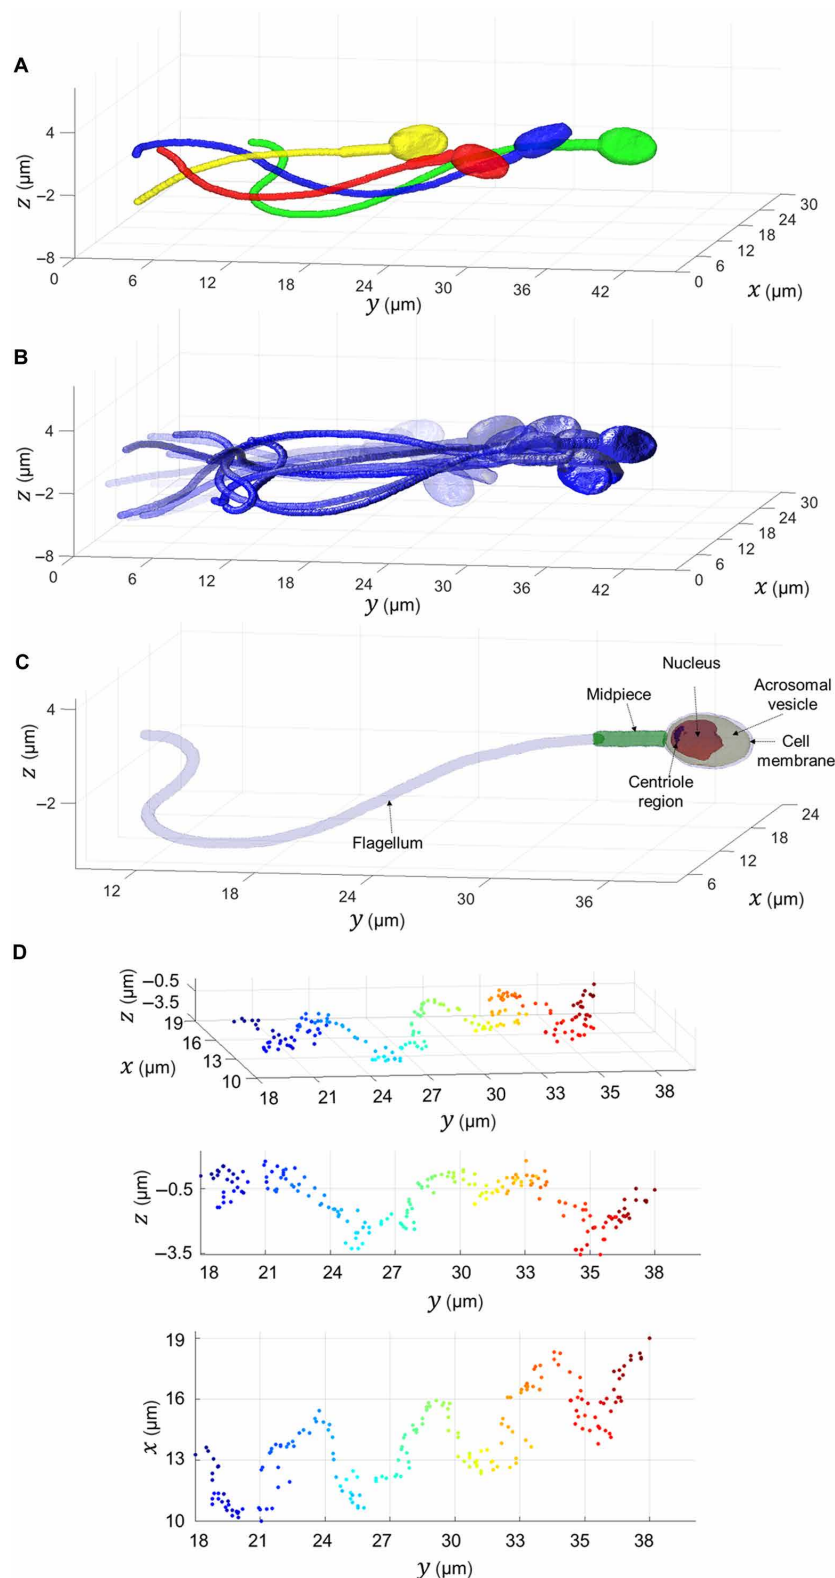 A
4
−2
−8
z (µm)
0
6
12
18
24
30
36
42
y (µm)
0
6
12
18
24
30
x (µm)
B
4
−2
−8
z (µm)
0
6
12
18
24
30
36
42
y (µm)
0
6
12
18
24
30
x (µm)
C
4
−2
z (µm)
Nucleus
Midpiece
Acrosomal
vesicle
Cell
membrane
Centriole
region
Flagellum
12
18
24
30
36
y (µm)
6
12
18
24
x (µm)
D
−0.5
−3.5
z (µm)
19
16
13
10
x (µm)
18
21
24
27
30
33
35
38
y (µm)
−0.5
−3.5
z (µm)
18
21
24
27
30
33
35
38
y (µm)
19
16
13
10
x (µm)
18
21
24
27
30
33
35
38
y (µm)